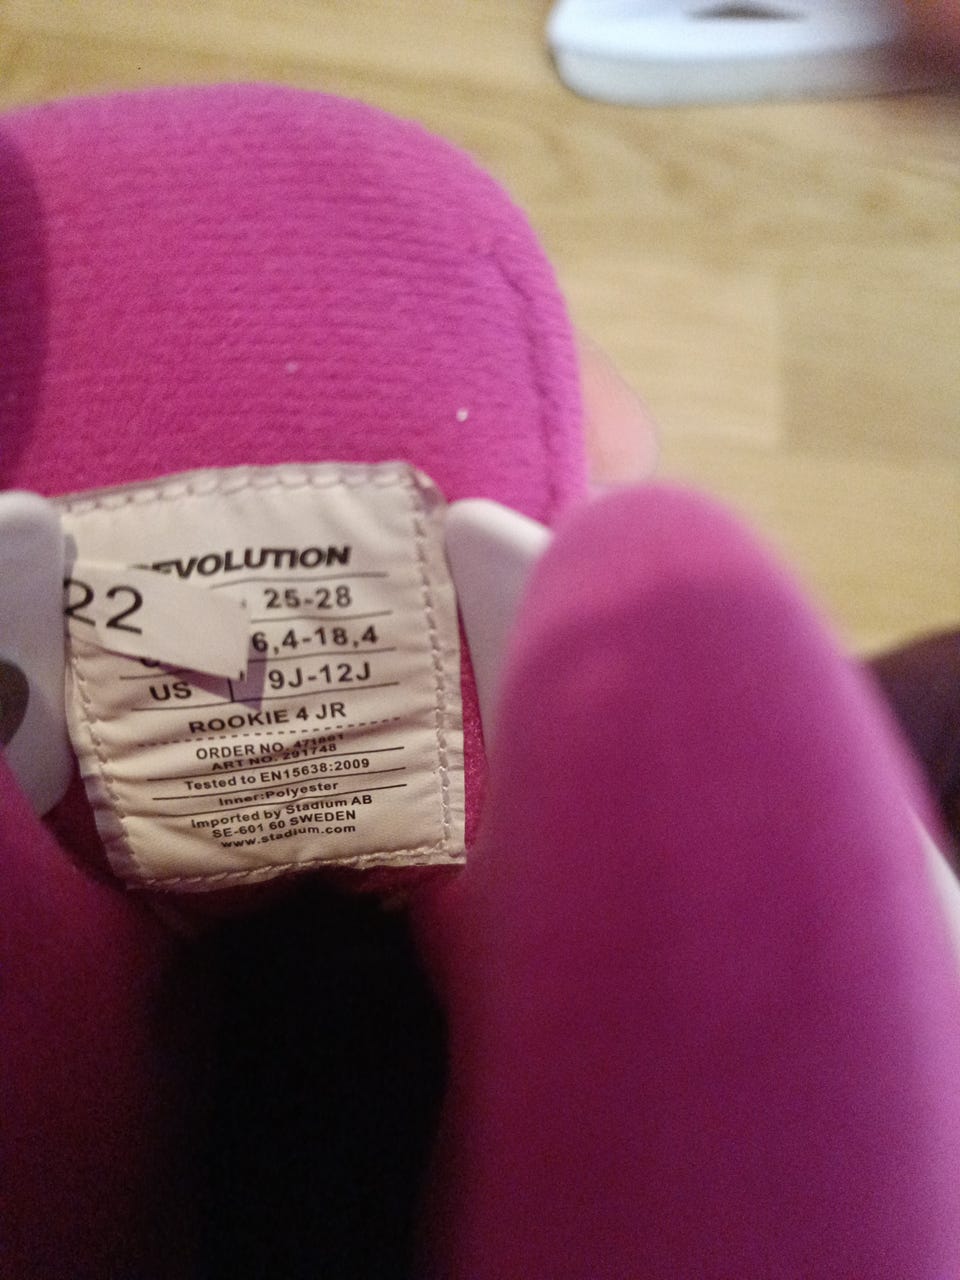 EVOLUTION
22
25-28
6,4-18,4
US 9J-12J
ROOKIE 4 JR
ORDER NO.
ART NO. 291748
Tested to EN15638:2009
Inner:Polyester
Imported by Stadium AB
SE-601 60 SWEDEN
www.stadium.com